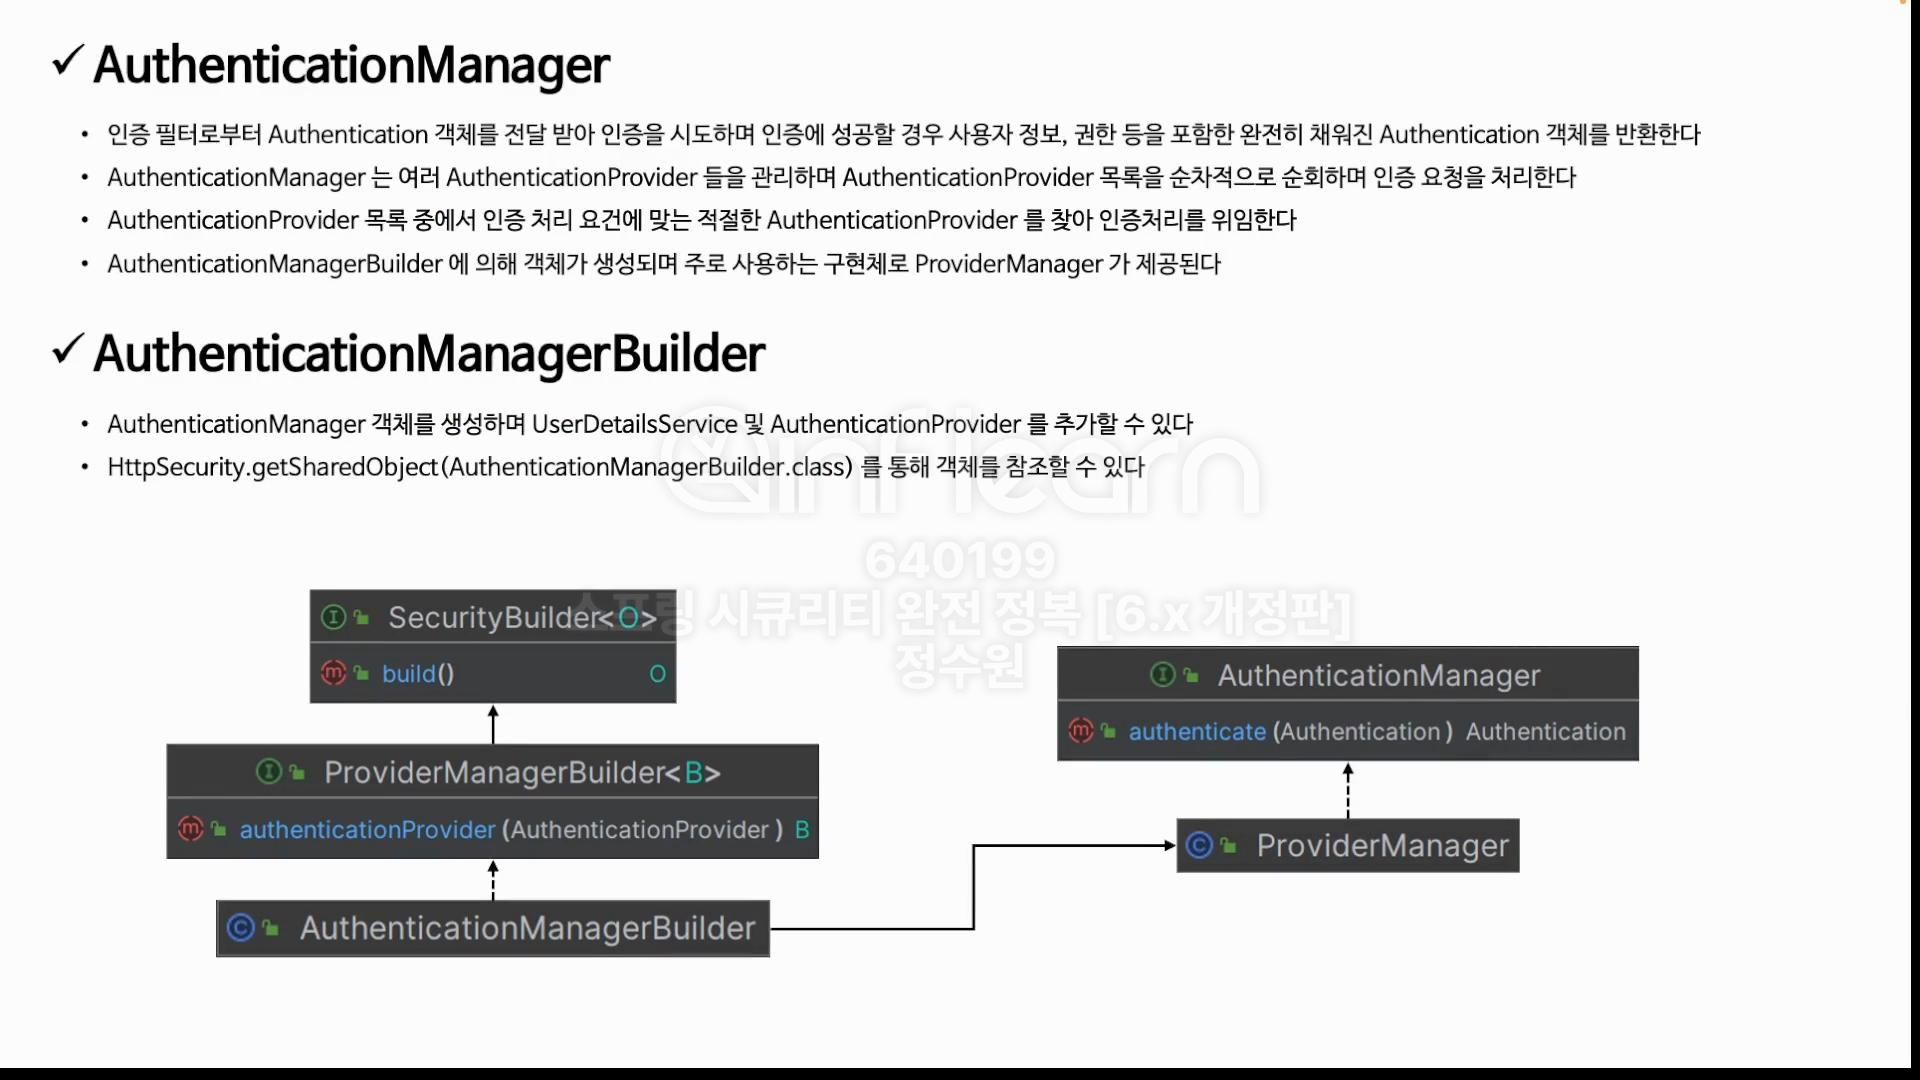 ✓ AuthenticationManager
• 인증 필터로부터 Authentication 객체를 전달 받아 인증을 시도하며 인증에 성공할 경우 사용자 정보, 권한 등을 포함한 완전히 채워진 Authentication 객체를 반환한다
• AuthenticationManager 는 여러 AuthenticationProvider 들을 관리하며 AuthenticationProvider 목록을 순차적으로 순회하며 인증 요청을 처리한다
• AuthenticationProvider 목록 중에서 인증 처리 요건에 맞는 적절한 AuthenticationProvider 를 찾아 인증처리를 위임한다
• AuthenticationManagerBuilder 에 의해 객체가 생성되며 주로 사용하는 구현체로 ProviderManager 가 제공된다
✓ AuthenticationManagerBuilder
• AuthenticationManager 객체를 생성하며 UserDetailsService 및 AuthenticationProvider 를 추가할 수 있다
• HttpSecurity.getSharedObject(AuthenticationManagerBuilder.class) 를 통해 객체를 참조할 수 있다
inflearn
640199
스프링 시큐리티 완전 정복 [6.x 개정판]
정수원
I SecurityBuilder<O>
m build() O
I ProviderManagerBuilder<B>
m authenticationProvider (AuthenticationProvider ) B
C AuthenticationManagerBuilder
I AuthenticationManager
m authenticate (Authentication ) Authentication
C ProviderManager